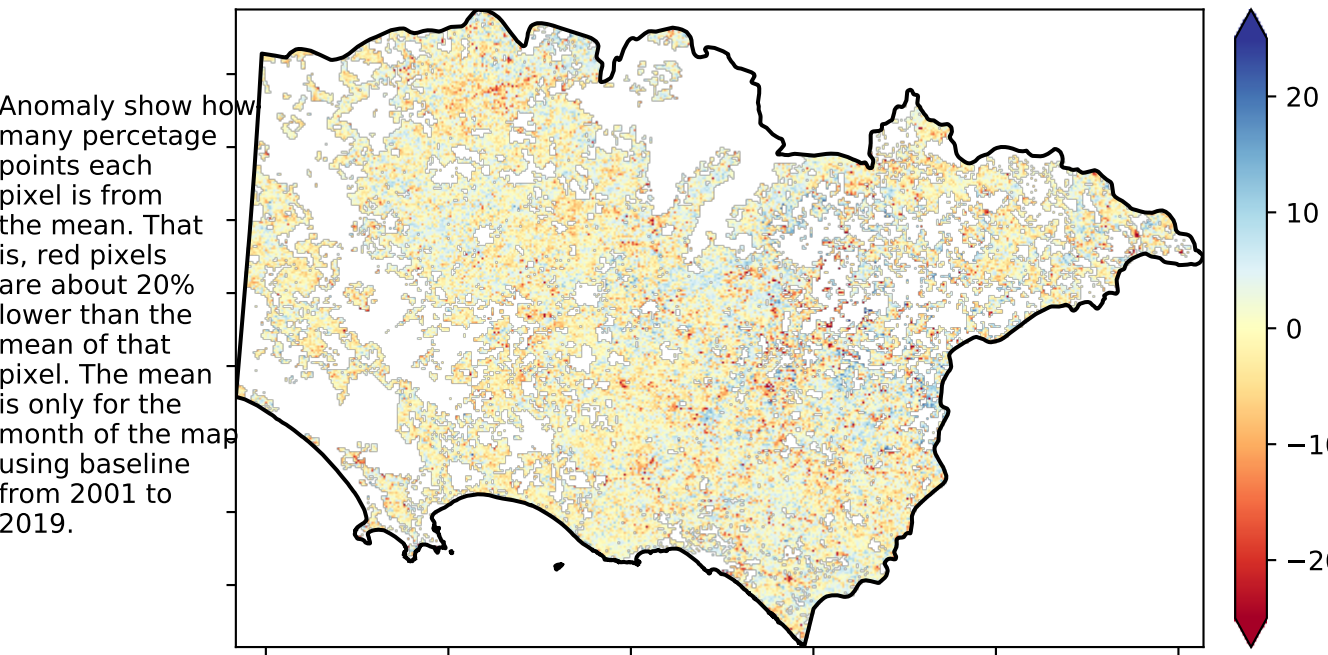 Anomaly show how
many percetage
points each
pixel is from
the mean. That
is, red pixels
are about 20%
lower than the
mean of that
pixel. The mean
is only for the
month of the map
using baseline
from 2001 to
2019.
20
10
0
−10
−20